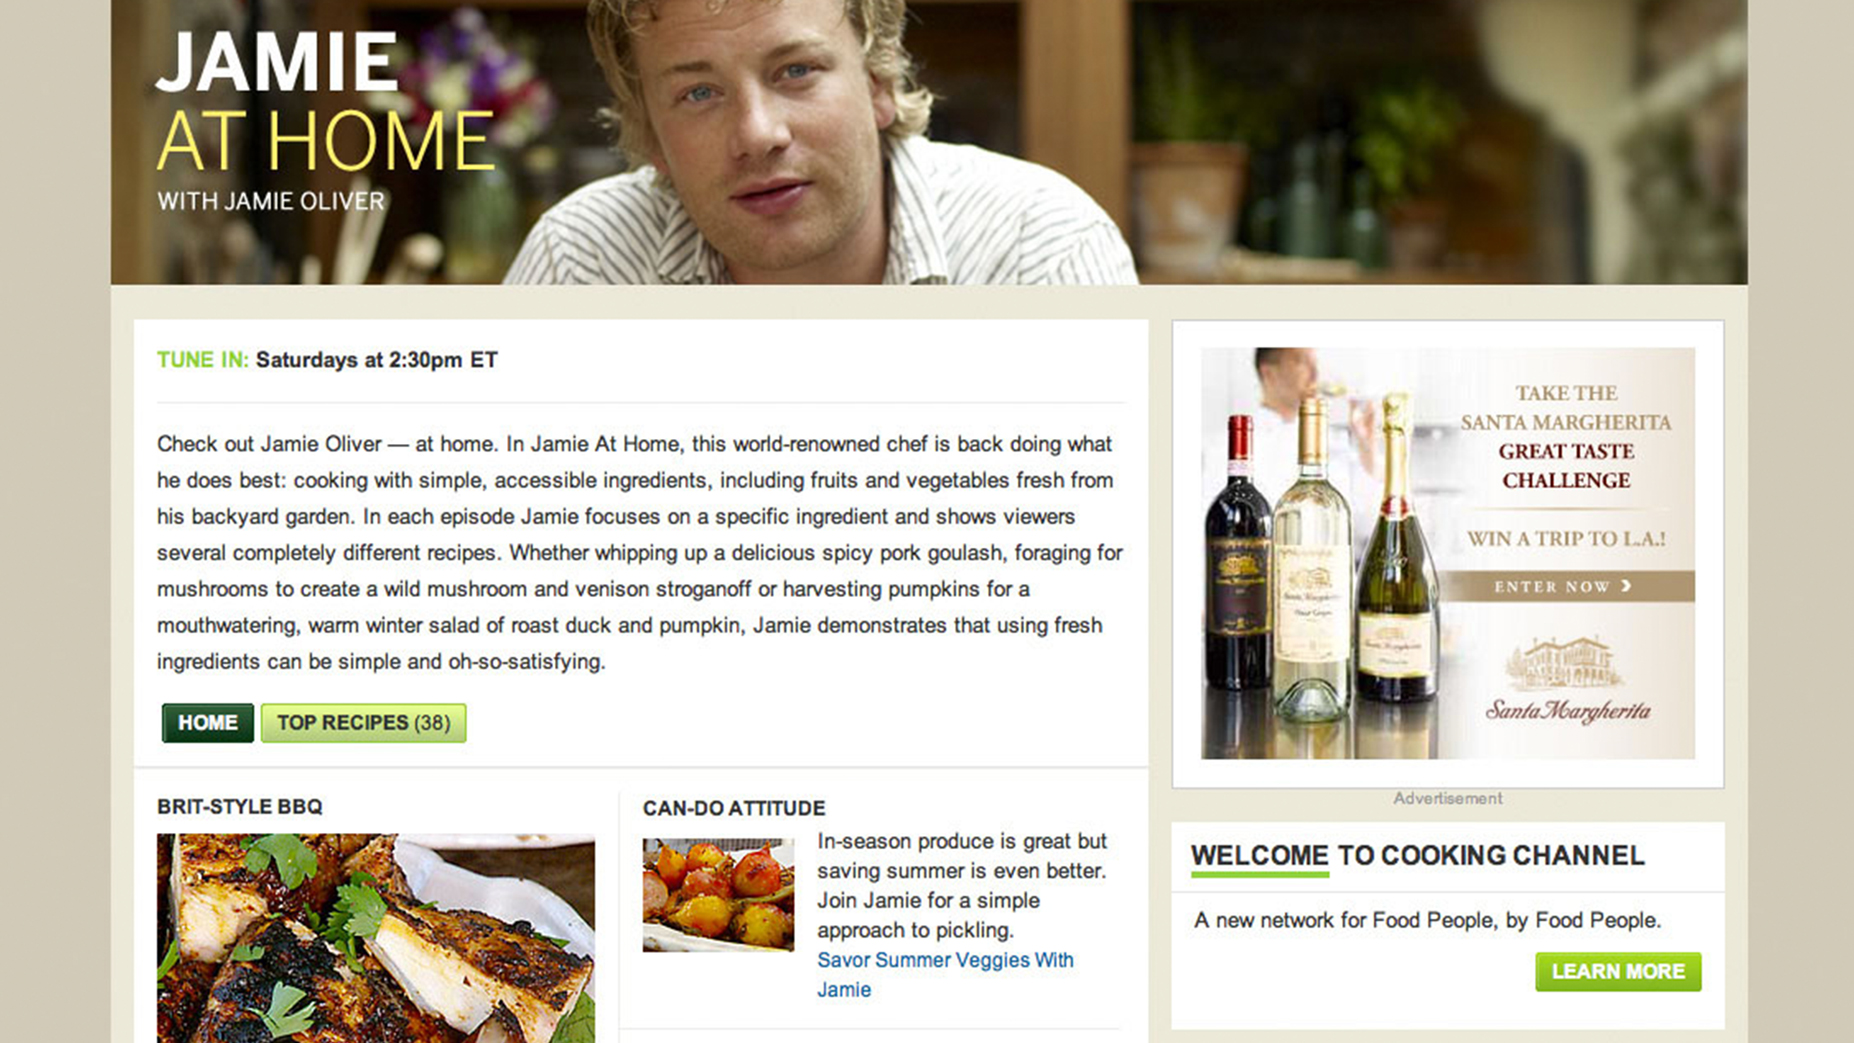 JAMIE
AT HOME
WITH JAMIE OLIVER
TUNE IN: Saturdays at 2:30pm ET
Check out Jamie Oliver — at home. In Jamie At Home, this world-renowned chef is back doing what
he does best: cooking with simple, accessible ingredients, including fruits and vegetables fresh from
his backyard garden. In each episode Jamie focuses on a specific ingredient and shows viewers
several completely different recipes. Whether whipping up a delicious spicy pork goulash, foraging for
mushrooms to create a wild mushroom and venison stroganoff or harvesting pumpkins for a
mouthwatering, warm winter salad of roast duck and pumpkin, Jamie demonstrates that using fresh
ingredients can be simple and oh-so-satisfying.
HOME
TOP RECIPES (38)
BRIT-STYLE BBQ
CAN-DO ATTITUDE
In-season produce is great but
saving summer is even better.
Join Jamie for a simple
approach to pickling.
Savor Summer Veggies With
Jamie
TAKE THE
SANTA MARGHERITA
GREAT TASTE
CHALLENGE
WIN A TRIP TO L.A.!
ENTER NOW
Santa Margherita
Advertisement
WELCOME TO COOKING CHANNEL
A new network for Food People, by Food People.
LEARN MORE